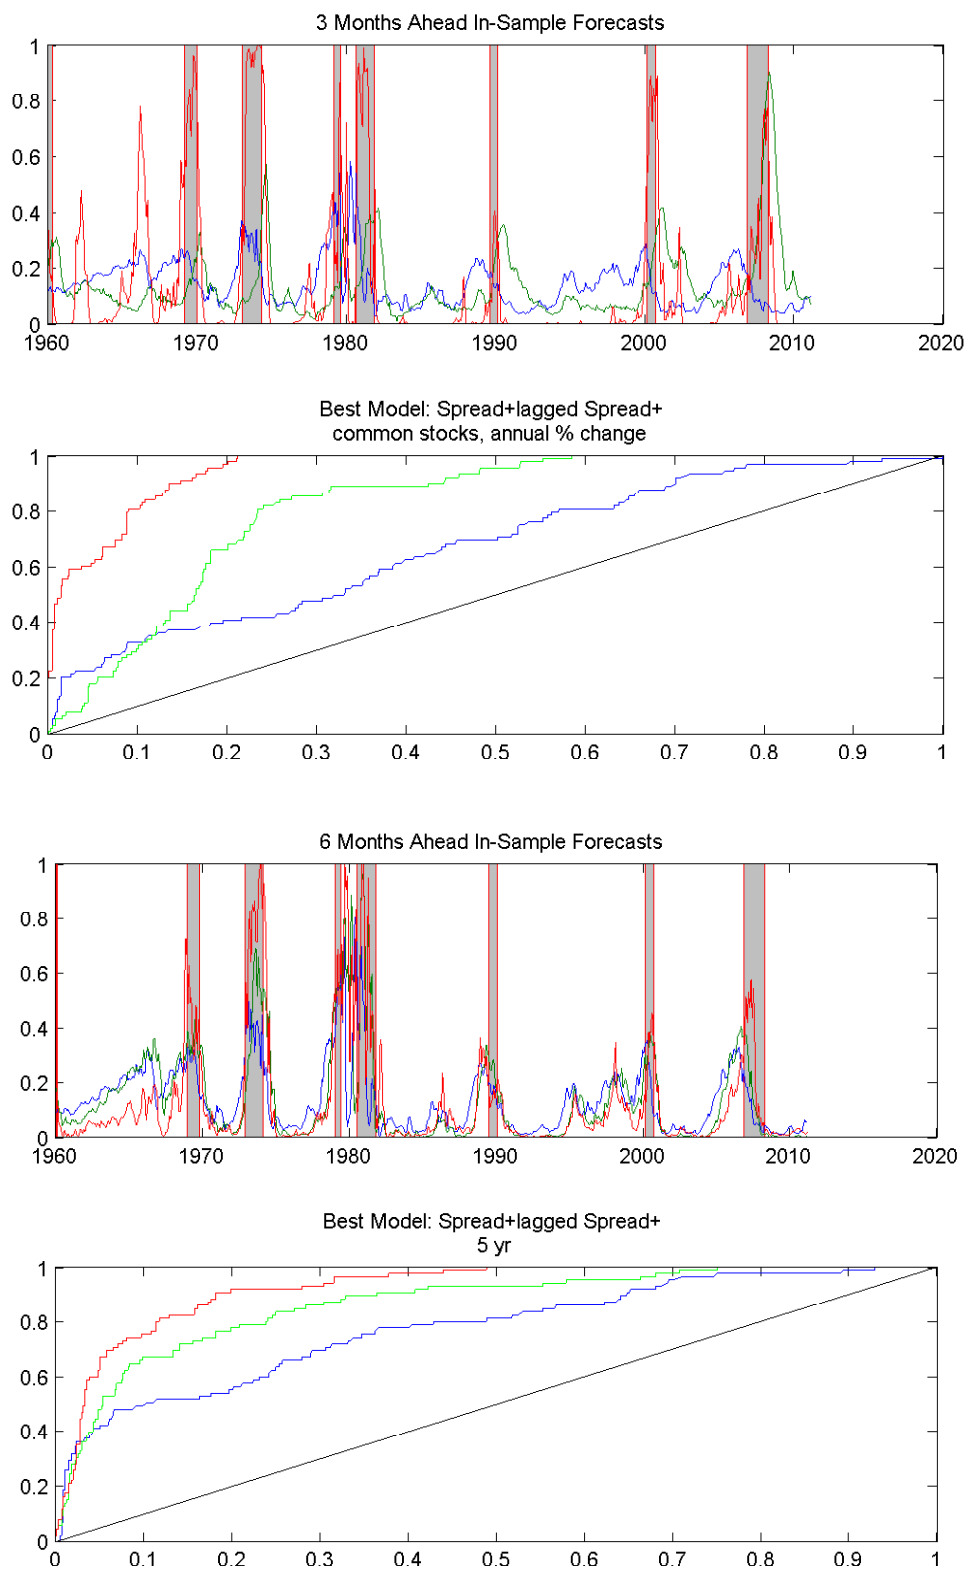 3 Months Ahead In-Sample Forecasts
1
0.8
0.6
0.4
0.2
0
1960 1970 1980 1990 2000 2010 2020
Best Model: Spread+lagged Spread+
common stocks, annual % change
1
0.8
0.6
0.4
0.2
0
0 0.1 0.2 0.3 0.4 0.5 0.6 0.7 0.8 0.9 1
6 Months Ahead In-Sample Forecasts
1
0.8
0.6
0.4
0.2
0
1960 1970 1980 1990 2000 2010 2020
Best Model: Spread+lagged Spread+
5 yr
1
0.8
0.6
0.4
0.2
0
0 0.1 0.2 0.3 0.4 0.5 0.6 0.7 0.8 0.9 1